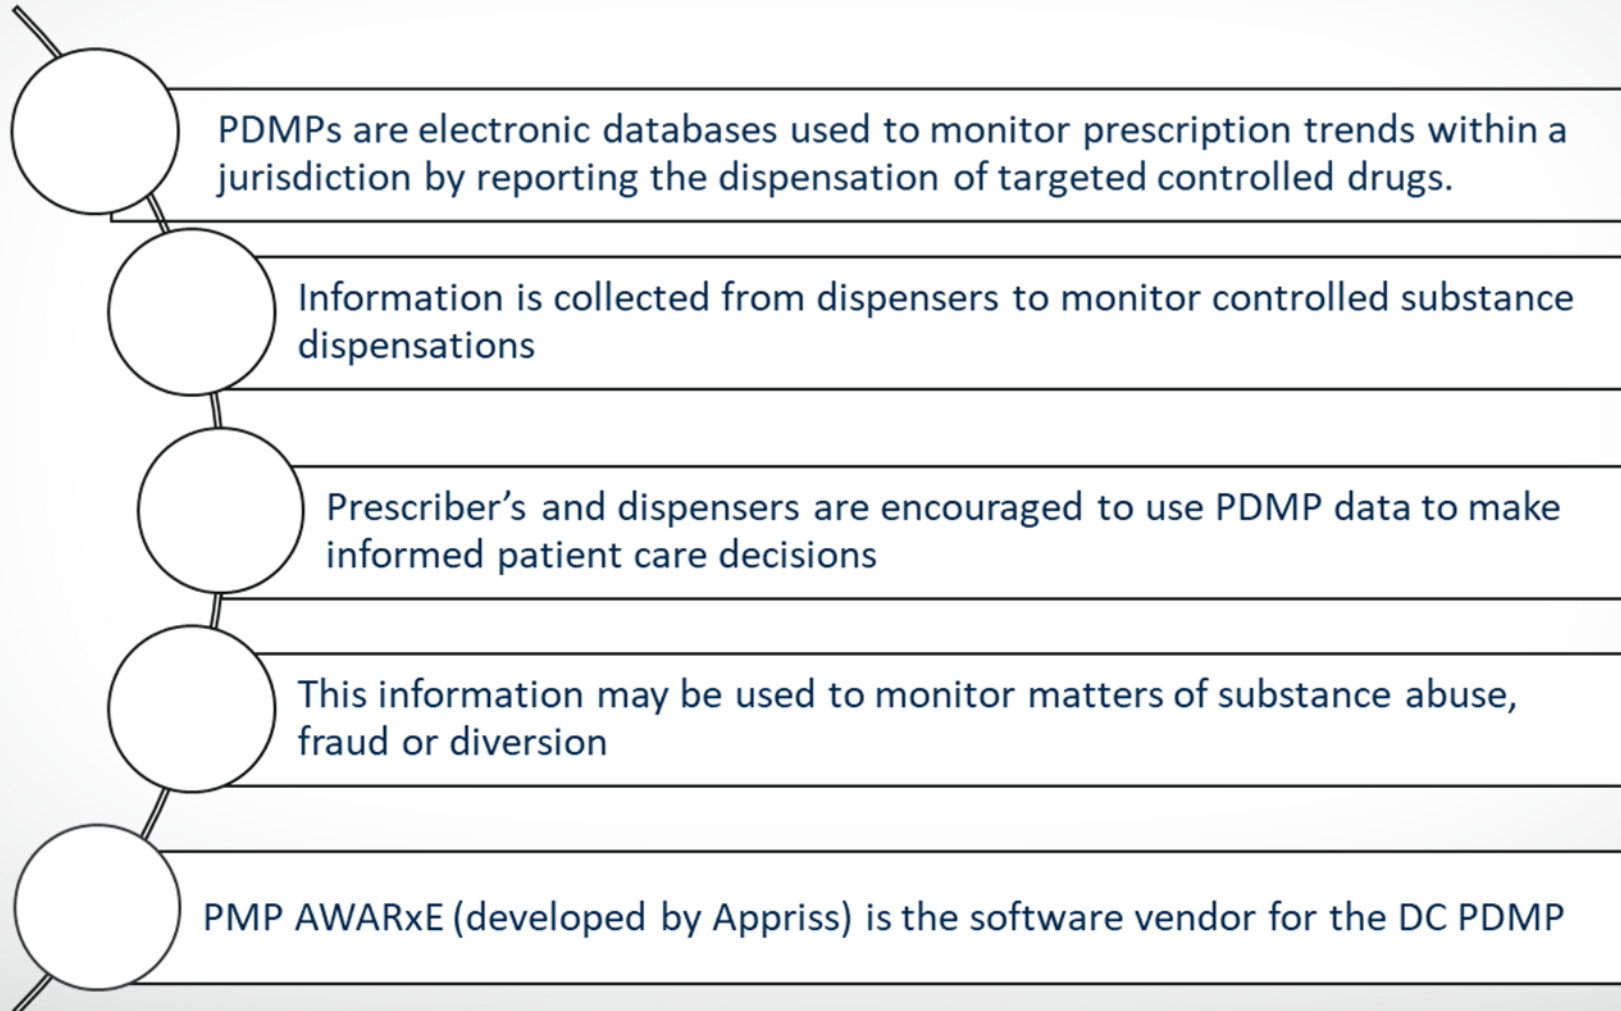 PDMPs are electronic databases used to monitor prescription trends within a
jurisdiction by reporting the dispensation of targeted controlled drugs.
Information is collected from dispensers to monitor controlled substance
dispensations
Prescriber’s and dispensers are encouraged to use PDMP data to make
informed patient care decisions
This information may be used to monitor matters of substance abuse,
fraud or diversion
PMP AWARxE (developed by Appriss) is the software vendor for the DC PDMP